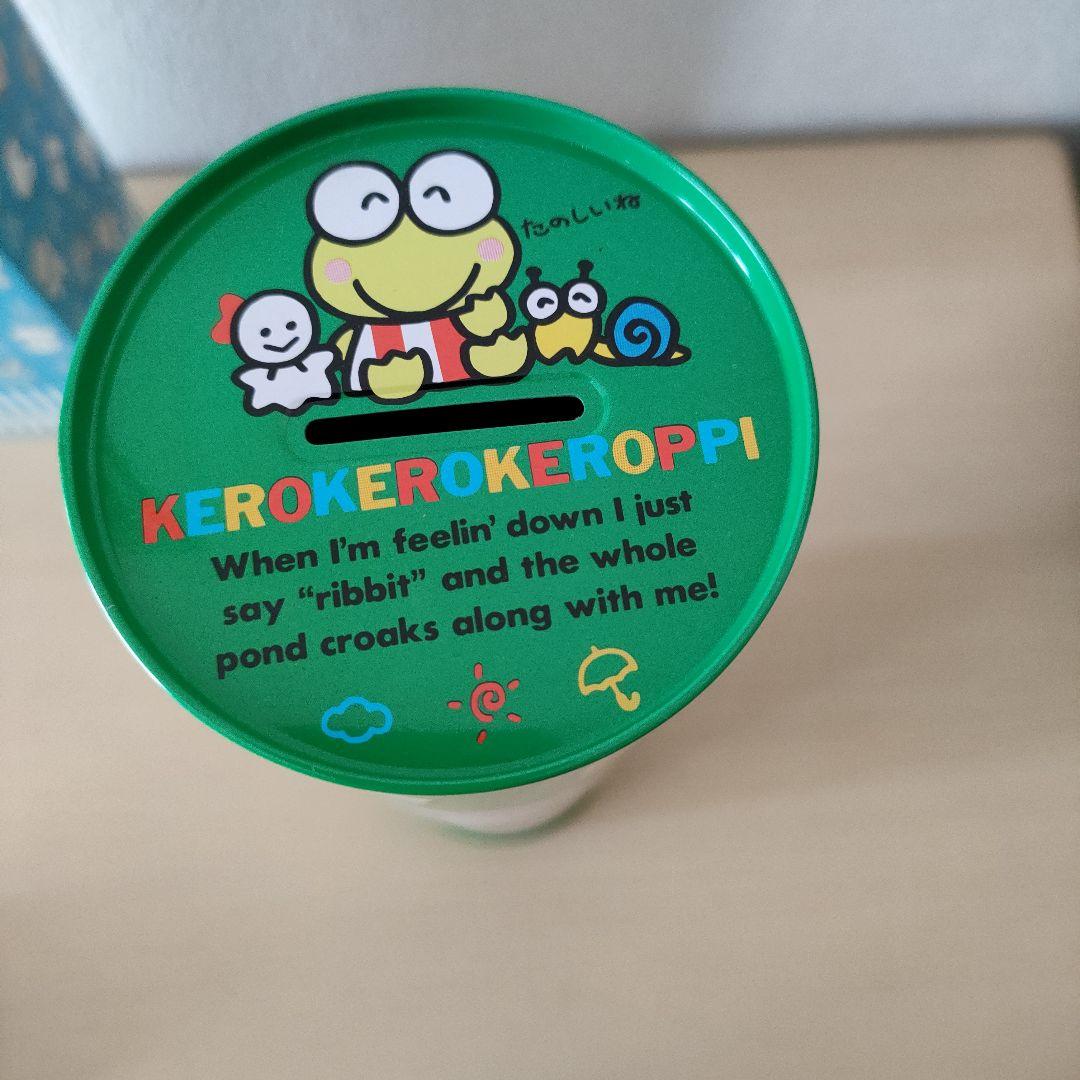 たのしいね
KEROKEROKEROPPI
When I'm feelin' down I just
say “ribbit” and the whole
pond croaks along with me!